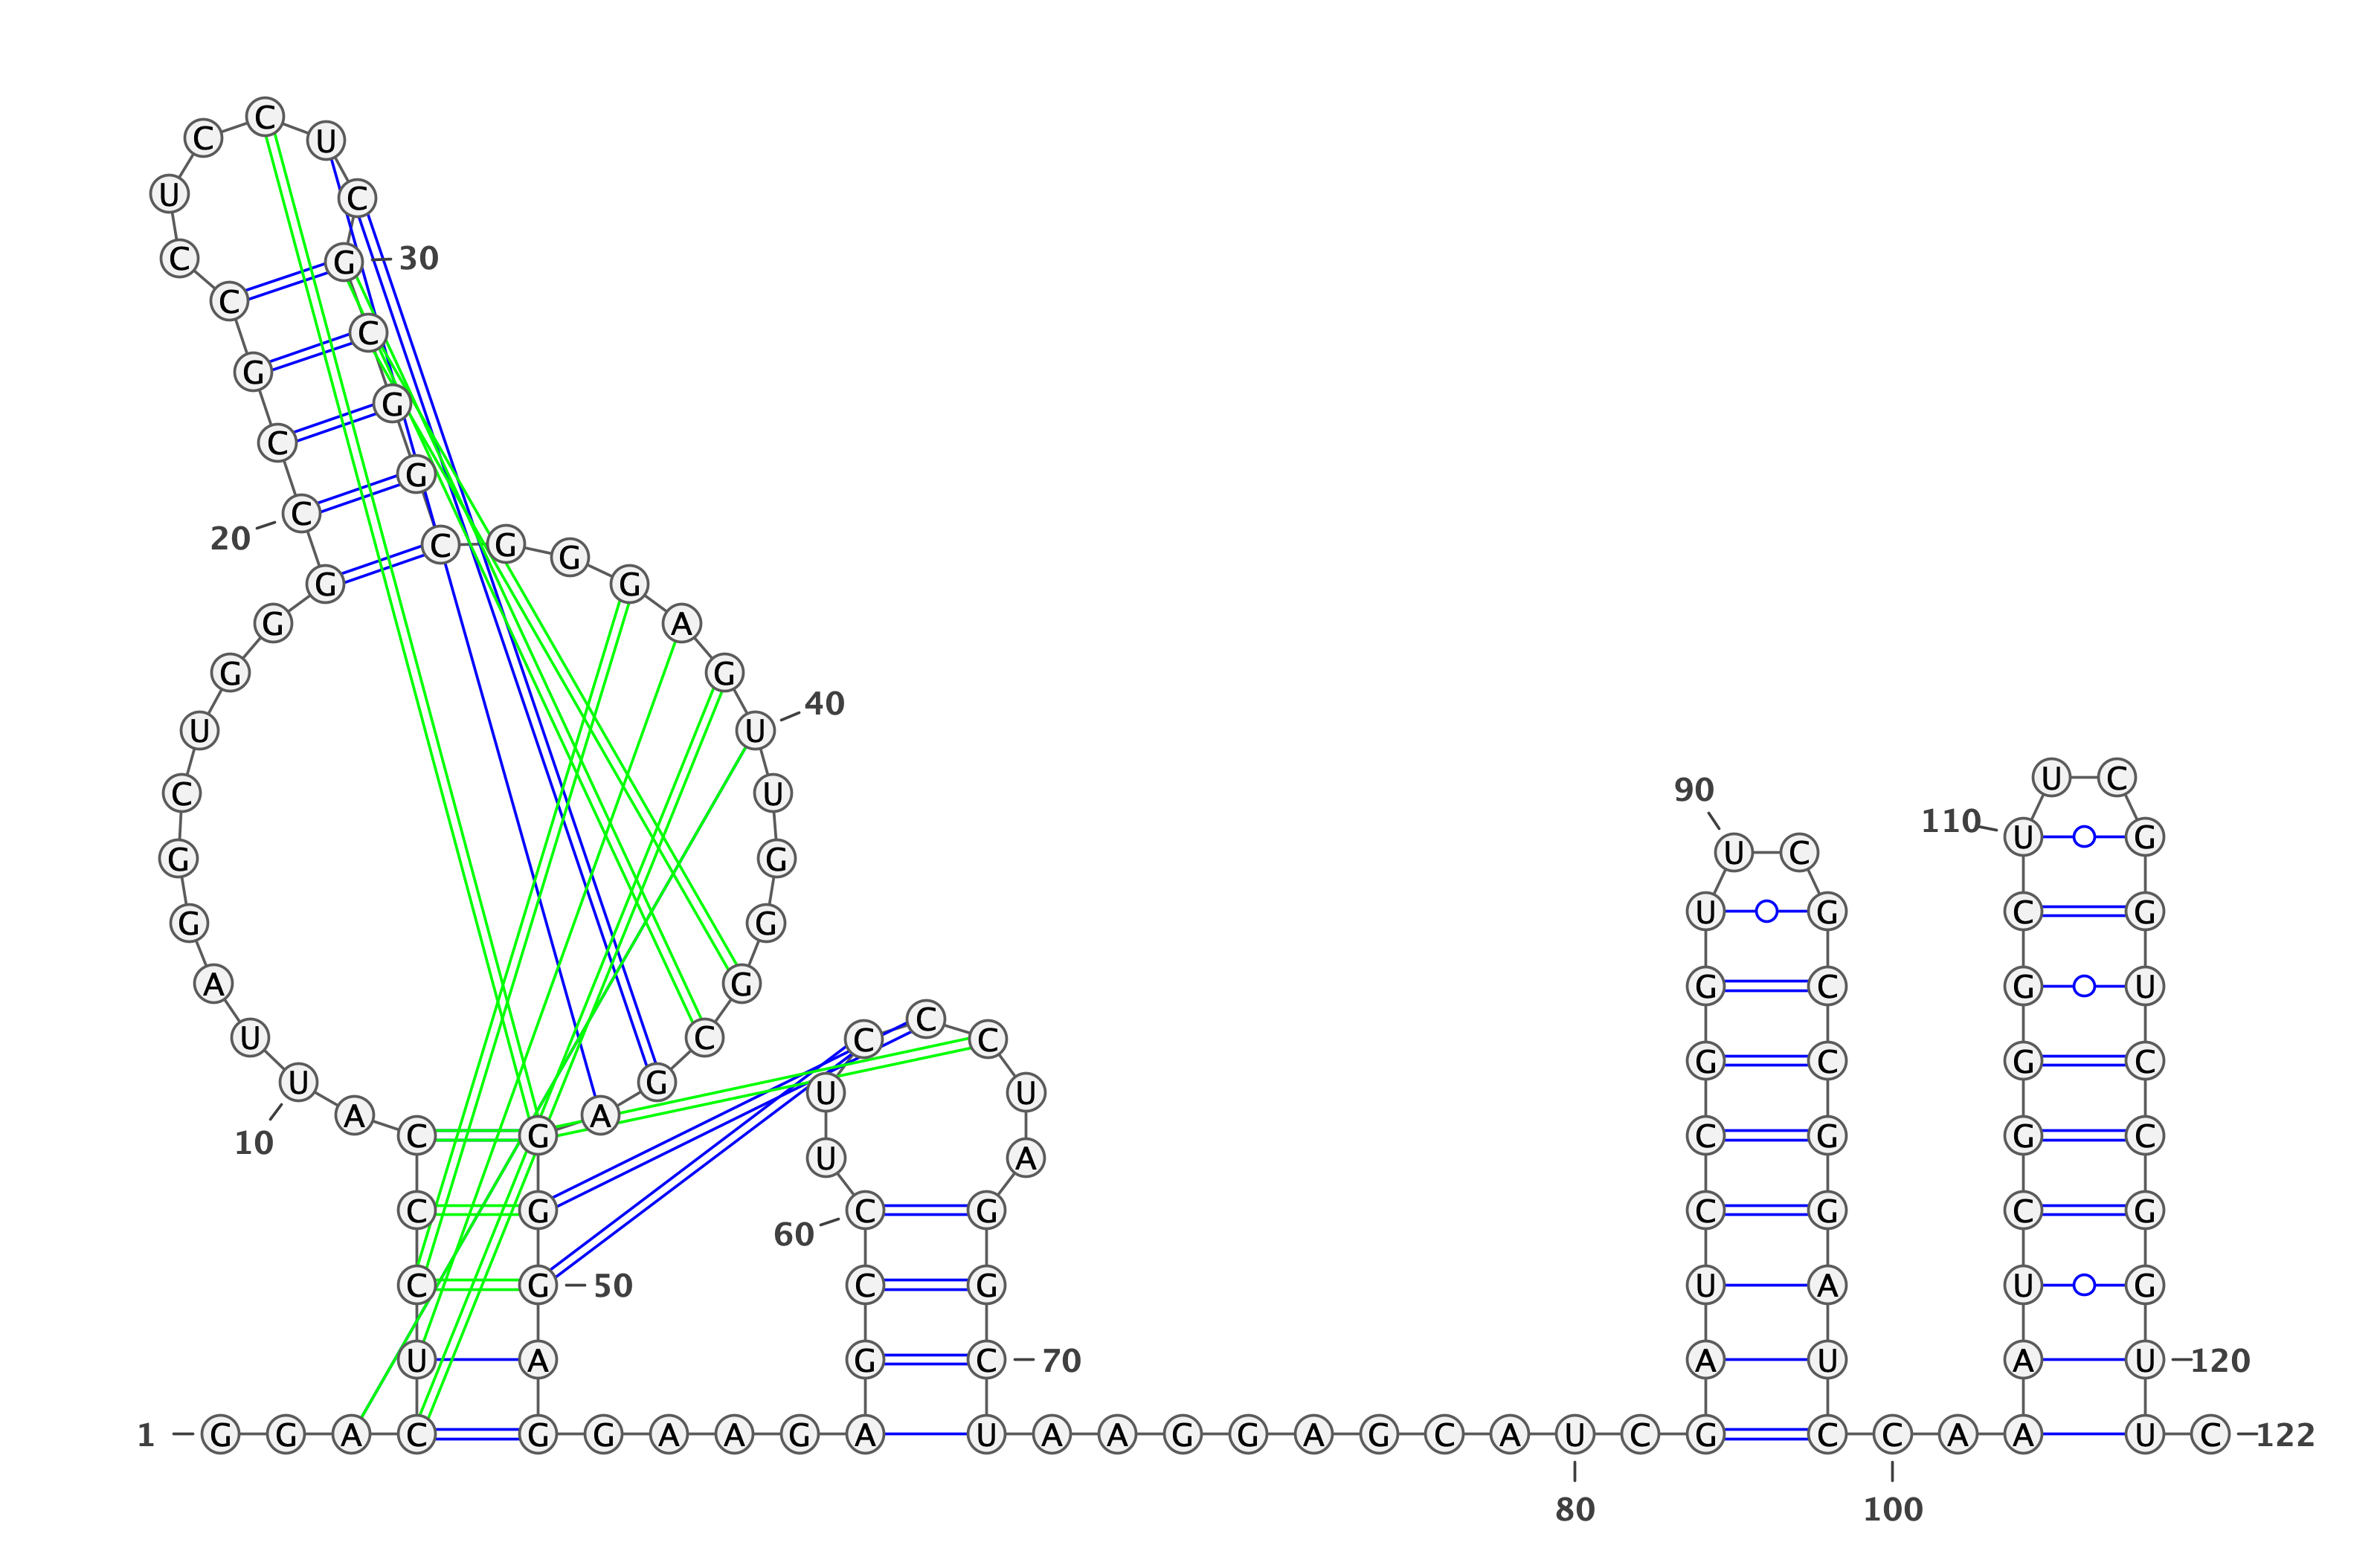 C
C U
U C
C G 30
C
C
G
G
C
G
C
20
C G G
G G
G A
G G
40
U U
U C
90
C U
110
U G
U C
G G
U G C G
G G
A G G C G U
C
U C C C
G C G C
U G U U
A A
C G C G G C
10
U A
C G C G C G C G
60
C G 50 C G U A U G
U A G C 70 A U A U 120
1 G G A C G G A A G A U A A G G A G C A U C G C C A A U C 122
80 100